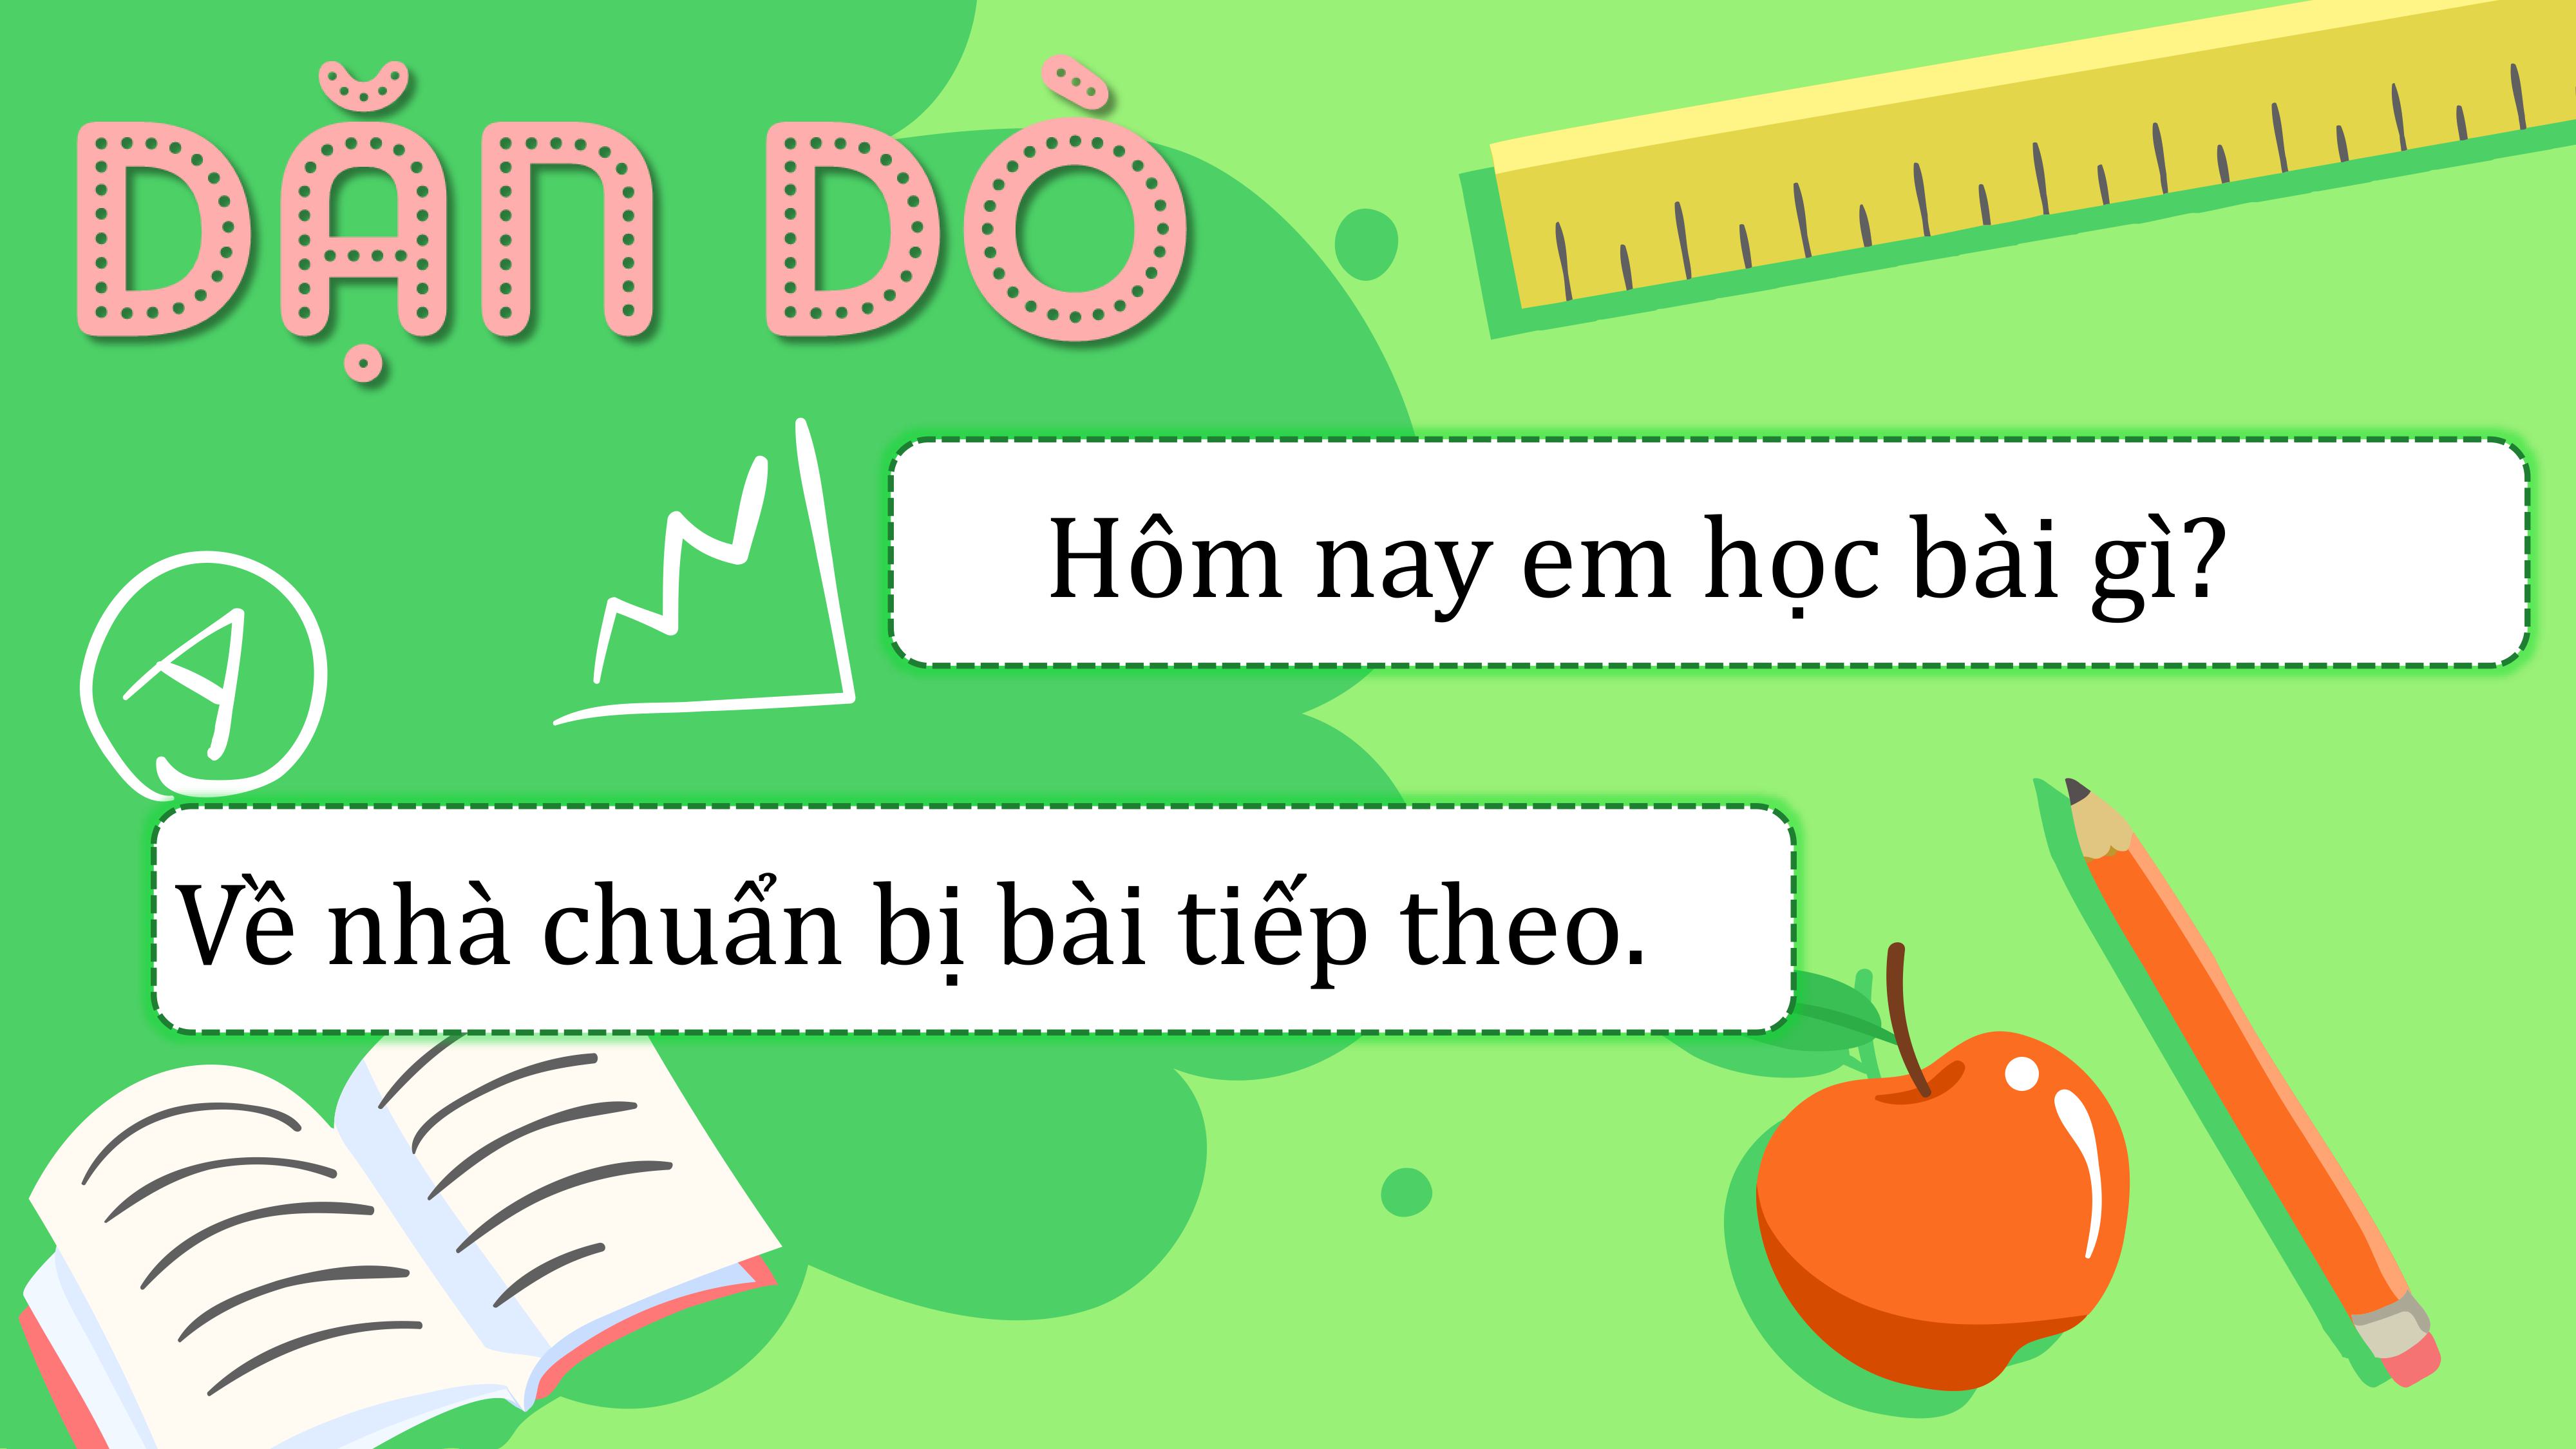 DẶN DÒ
Hôm nay em học bài gì?
A
Về nhà chuẩn bị bài tiếp theo.